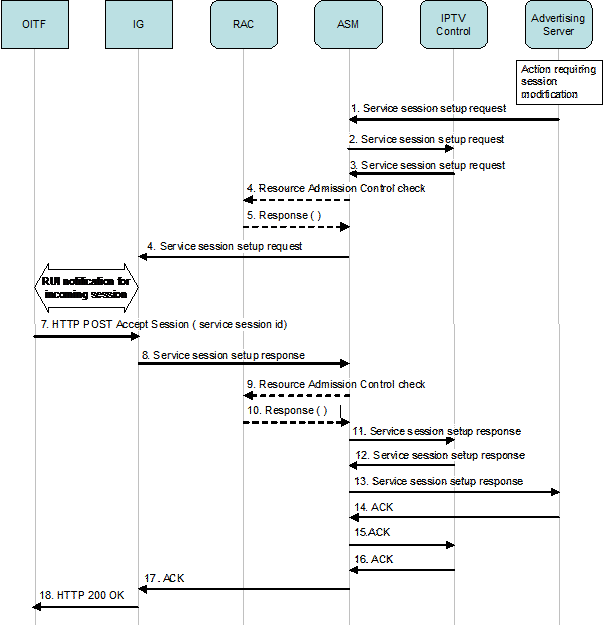 OITF
IG
RAC
ASM
IPTV
Control
Advertising
Server
Action requiring
session
modification
1. Service session setup request
2. Service session setup request
3. Service session setup request
4. Resource Admission Control check
5. Response ( )
4. Service session setup request
RUI notification for
incoming session
7. HTTP POST Accept Session ( service session id)
8. Service session setup response
9. Resource Admission Control check
10. Response ( )
11. Service session setup response
12. Service session setup response
13. Service session setup response
14. ACK
15.ACK
16. ACK
17. ACK
18. HTTP 200 OK